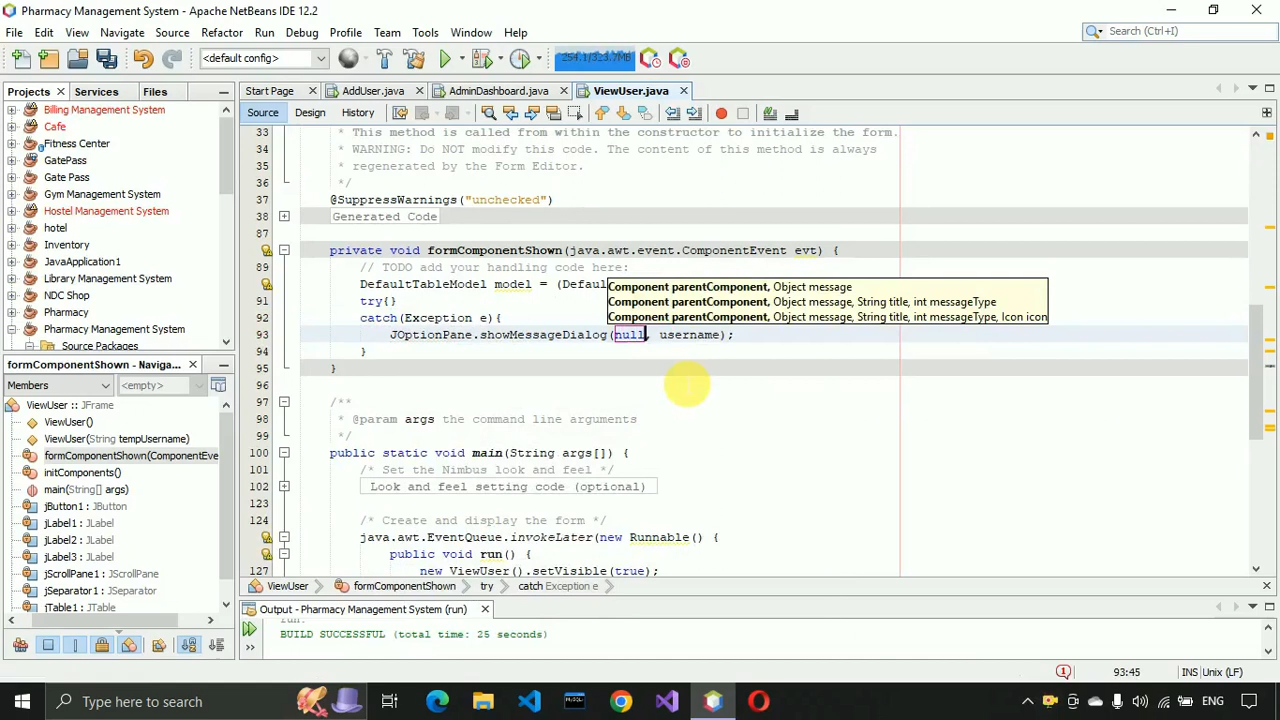 Pharmacy Management System - Apache NetBeans IDE 12.2
File Edit View Navigate Source Refactor Run Debug Profile Team Tools Window Help
Search (Ctrl+I)
<default config>
254.1/323.7MB
Projects Services Files
Start Page AddUser.java AdminDashboard.java ViewUser.java
Source Design History
Billing Management System
Cafe
Fitness Center
GatePass
Gate Pass
Gym Management System
Hostel Management System
hotel
Inventory
JavaApplication1
Library Management System
NDC Shop
Pharmacy
Pharmacy Management System
33 * This method is called from within the constructor to initialize the form.
34 * WARNING: Do NOT modify this code. The content of this method is always
35 * regenerated by the Form Editor.
36 */
37 @SuppressWarnings("unchecked")
38 Generated Code
87
private void formComponentShown(java.awt.event.ComponentEvent evt) {
89 // TODO add your handling code here:
DefaultTableModel model = (Defau
91 try{}
92 catch(Exception e){
93 JOptionPane.showMessageDialog(null, username);
94 }
95 }
96
97 /**
98 * @param args the command line arguments
99 */
100 public static void main(String args[]) {
101 /* Set the Nimbus look and feel */
102 Look and feel setting code (optional)
123
124 /* Create and display the form */
java.awt.EventQueue.invokeLater(new Runnable() {
public void run() {
127 new ViewUser().setVisible(true);
Component parentComponent, Object message
Component parentComponent, Object message, String title, int messageType
Component parentComponent, Object message, String title, int messageType, Icon icon
formComponentShown - Naviga...
Members <empty>
ViewUser :: JFrame
ViewUser()
ViewUser(String tempUsername)
formComponentShown(ComponentEve
initComponents()
main(String[] args)
jButton1 : JButton
jLabel1 : JLabel
jLabel2 : JLabel
jLabel3 : JLabel
jScrollPane1 : JScrollPane
jSeparator1 : JSeparator
jTable1 : JTable
ViewUser formComponentShown try catch Exception e
Output - Pharmacy Management System (run)
run:
BUILD SUCCESSFUL (total time: 25 seconds)
1 93:45 INS Unix (LF)
Type here to search
ENG